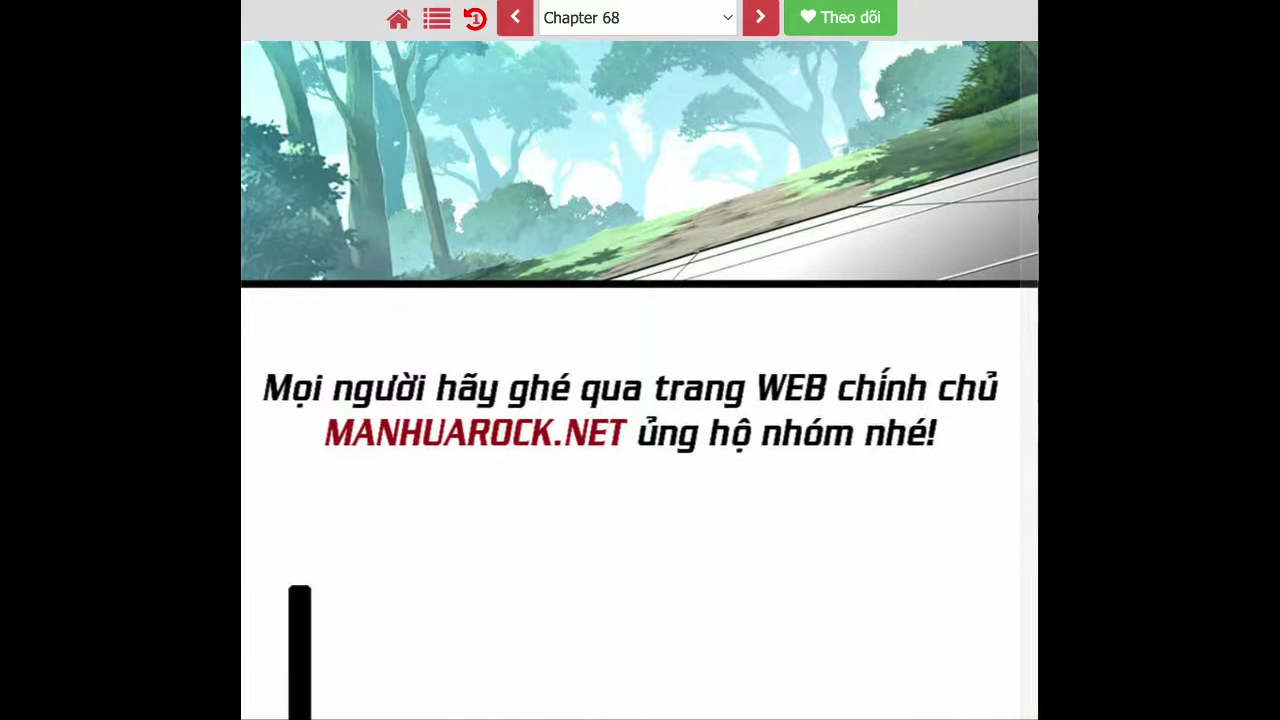 Chapter 68
Theo dõi
Mọi người hãy ghé qua trang WEB chính chủ
MANHUAROCK.NET ủng hộ nhóm nhé!